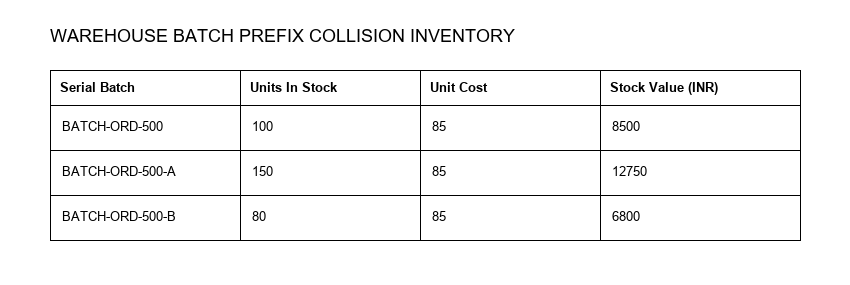 WAREHOUSE BATCH PREFIX COLLISION INVENTORY
Serial Batch Units In Stock Unit Cost Stock Value (INR)
BATCH-ORD-500 100 85 8500
BATCH-ORD-500-A 150 85 12750
BATCH-ORD-500-B 80 85 6800